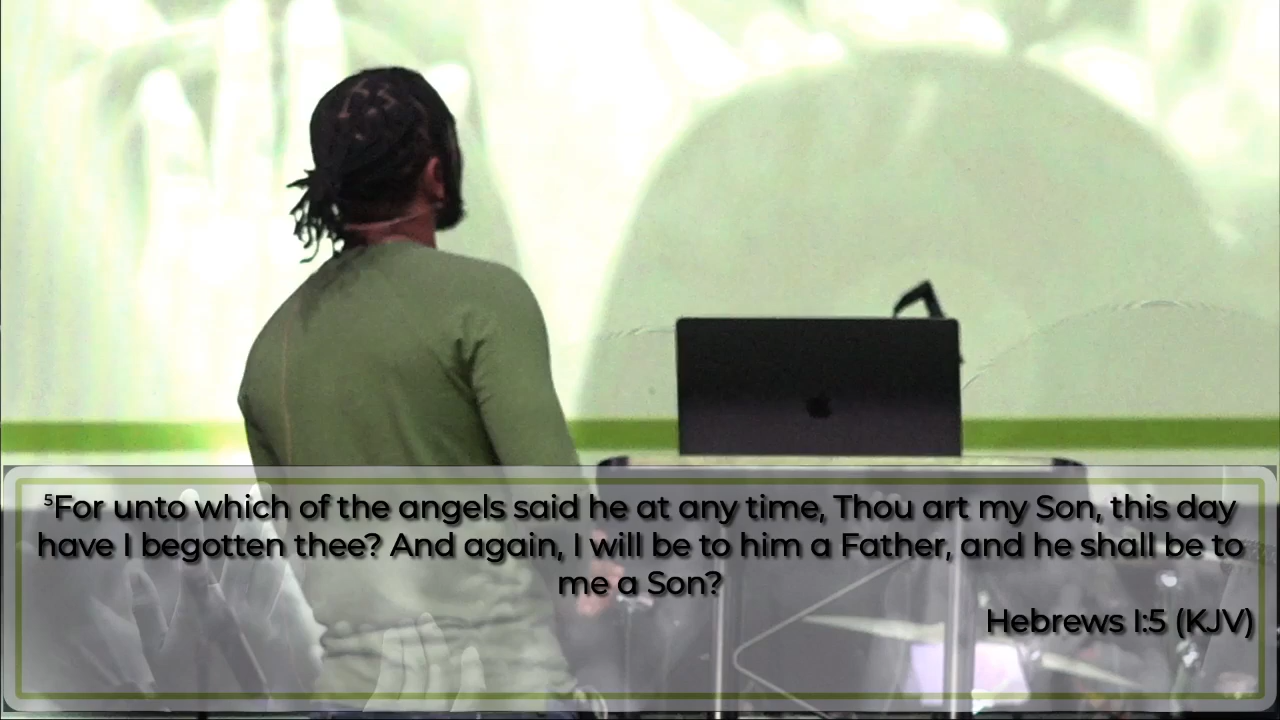 ⁵For unto which of the angels said he at any time, Thou art my Son, this day
have I begotten thee? And again, I will be to him a Father, and he shall be to
me a Son?
Hebrews 1:5 (KJV)